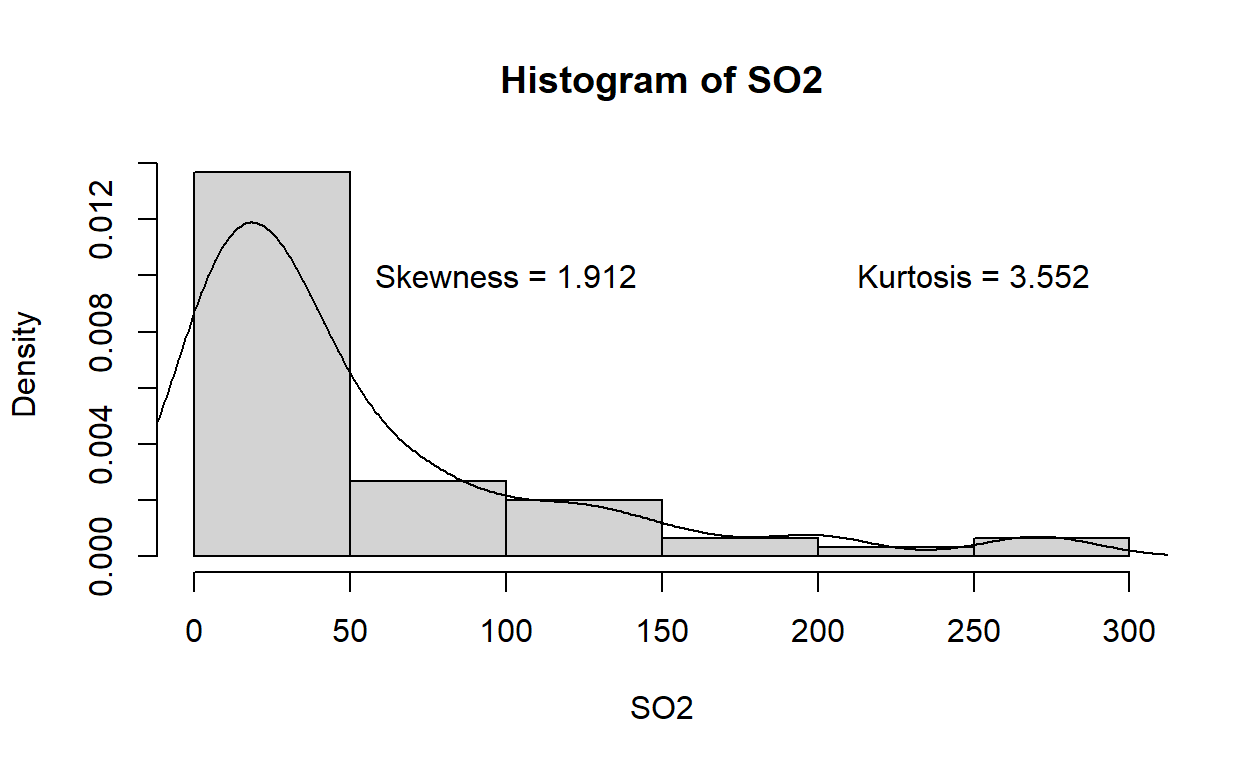 Histogram of SO2
Density
0.012
0.008
0.004
0.000
Skewness = 1.912
Kurtosis = 3.552
0 50 100 150 200 250 300
SO2